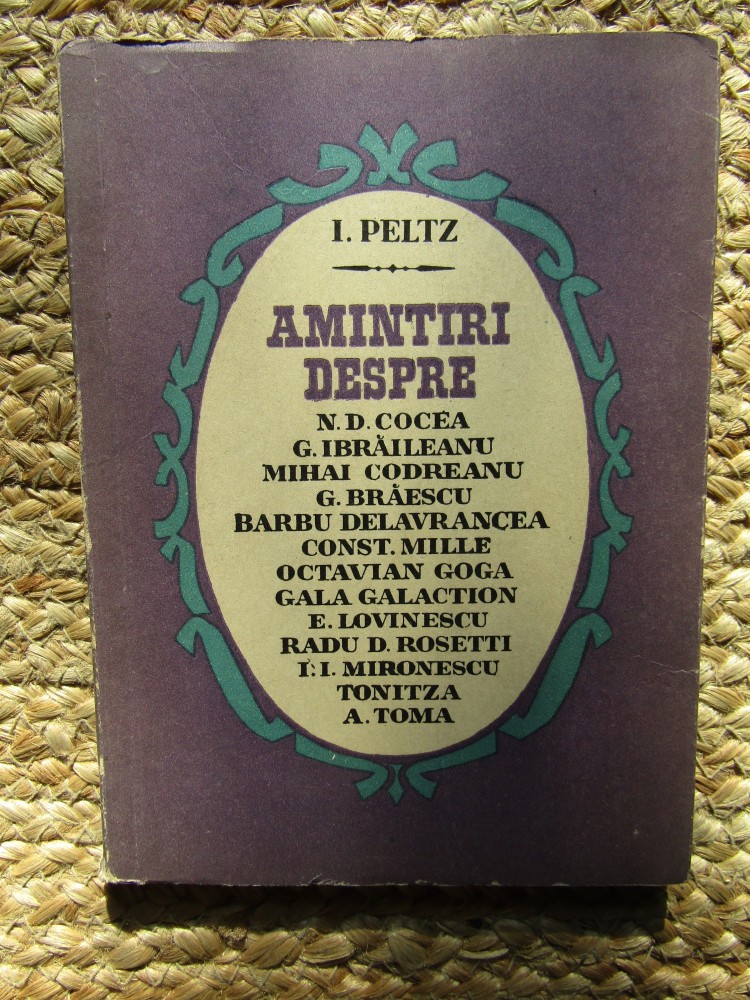 I. PELTZ
AMINTIRI
DESPRE
N. D. COCEA
G. IBRĂILEANU
MIHAI CODREANU
G. BRĂESCU
BARBU DELAVRANCEA
CONST. MILLE
OCTAVIAN GOGA
GALA GALACTION
E. LOVINESCU
RADU D. ROSETTI
I. I. MIRONESCU
TONITZA
A. TOMA